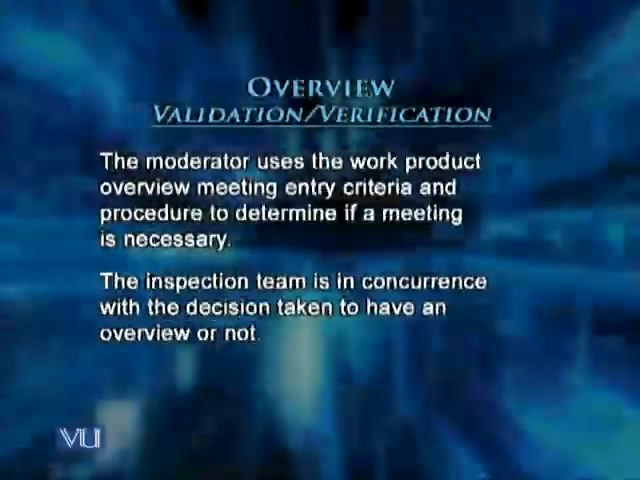 OVERVIEW
VALIDATION/VERIFICATION
The moderator uses the work product
overview meeting entry criteria and
procedure to determine if a meeting
is necessary.
The inspection team is in concurrence
with the decision taken to have an
overview or not.
VU